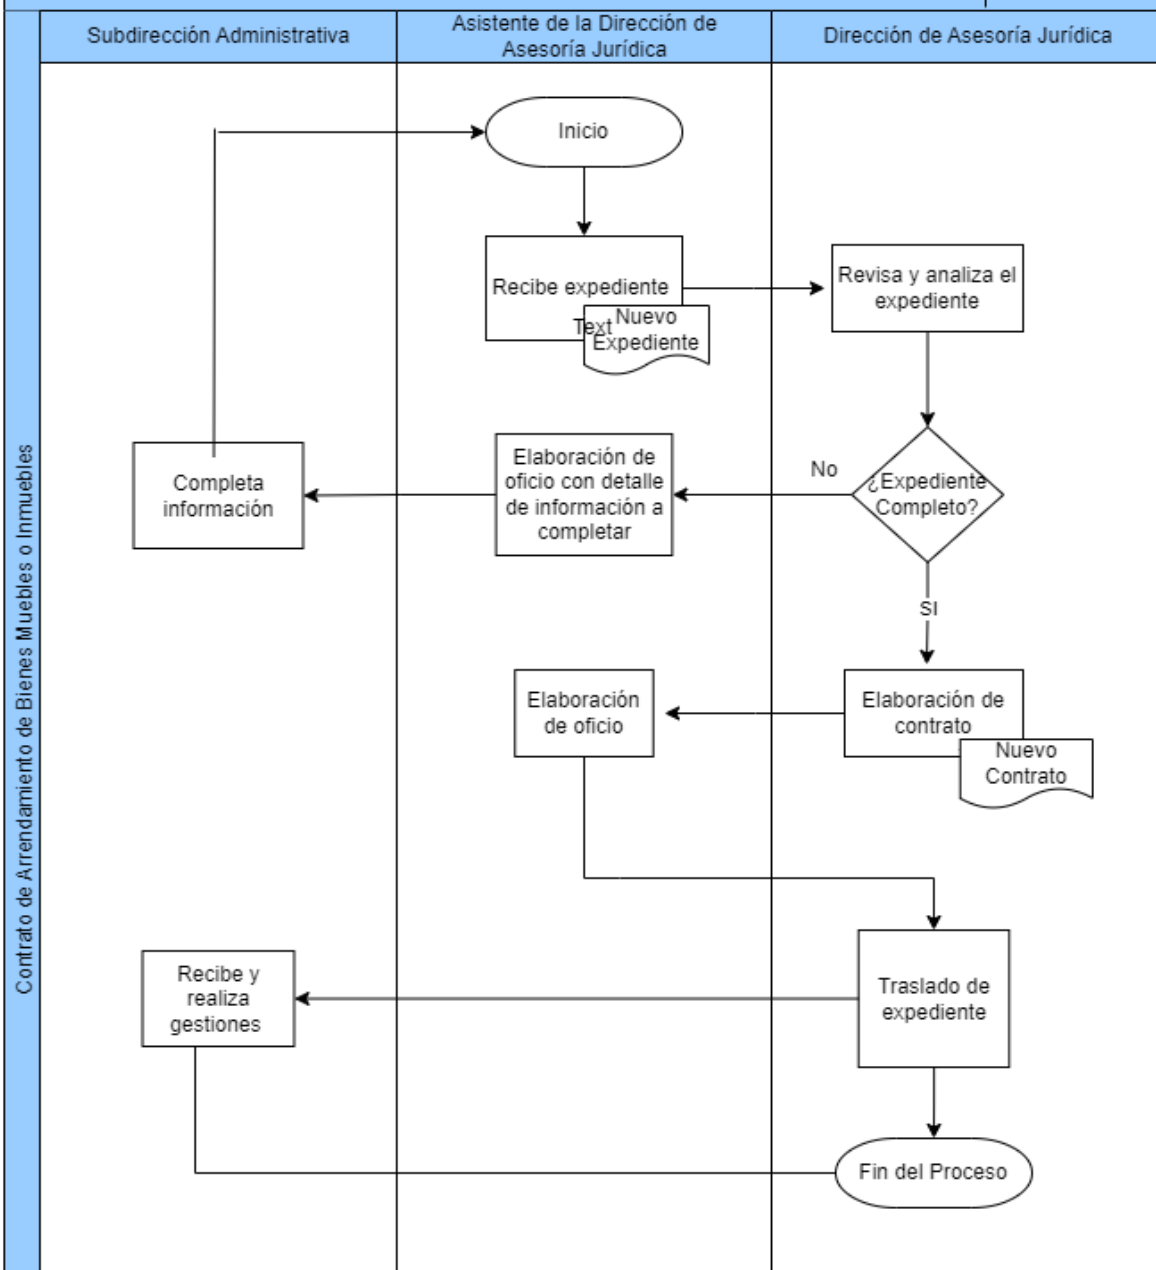 Subdirección Administrativa
Asistente de la Dirección de
Asesoría Jurídica
Dirección de Asesoría Jurídica
Contrato de Arrendamiento de Bienes Muebles o Inmuebles
Inicio
Recibe expediente
Text
Nuevo
Expediente
Revisa y analiza el
expediente
¿Expediente
Completo?
No
SI
Elaboración de
oficio con detalle
de información a
completar
Completa
información
Elaboración de
contrato
Nuevo
Contrato
Elaboración
de oficio
Traslado de
expediente
Recibe y
realiza
gestiones
Fin del Proceso